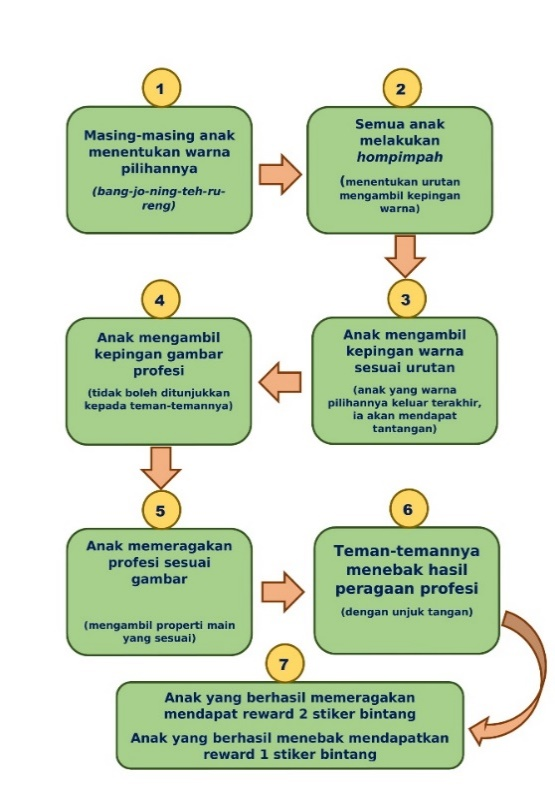 1
Masing-masing anak
menentukan warna
pilihannya
(bang-jo-ning-teh-ru-
reng)
2
Semua anak
melakukan
hompimpah
(menentukan urutan
mengambil kepingan
warna)
3
Anak mengambil
kepingan warna
sesuai urutan
(anak yang warna
pilihannya keluar terakhir,
ia akan mendapat
tantangan)
4
Anak mengambil
kepingan gambar
profesi
(tidak boleh ditunjukkan
kepada teman-temannya)
5
Anak memeragakan
profesi sesuai
gambar
(mengambil properti main
yang sesuai)
6
Teman-temannya
menebak hasil
peragaan profesi
(dengan unjuk tangan)
7
Anak yang berhasil memeragakan
mendapat reward 2 stiker bintang
Anak yang berhasil menebak mendapatkan
reward 1 stiker bintang